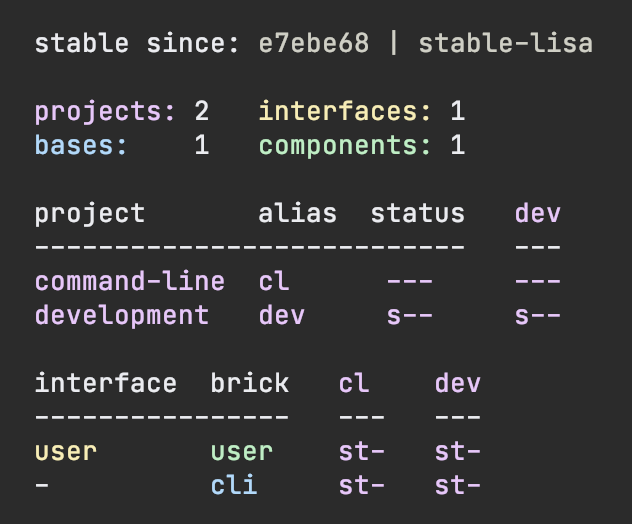 stable since: e7ebe68 | stable-lisa
projects: 2   interfaces: 1
bases:    1   components: 1
project       alias  status   dev
---------------------------   ---
command-line  cl      ---     ---
development   dev     s--     s--
interface  brick   cl    dev
----------------   ---   ---
user       user    st-   st-
-          cli     st-   st-